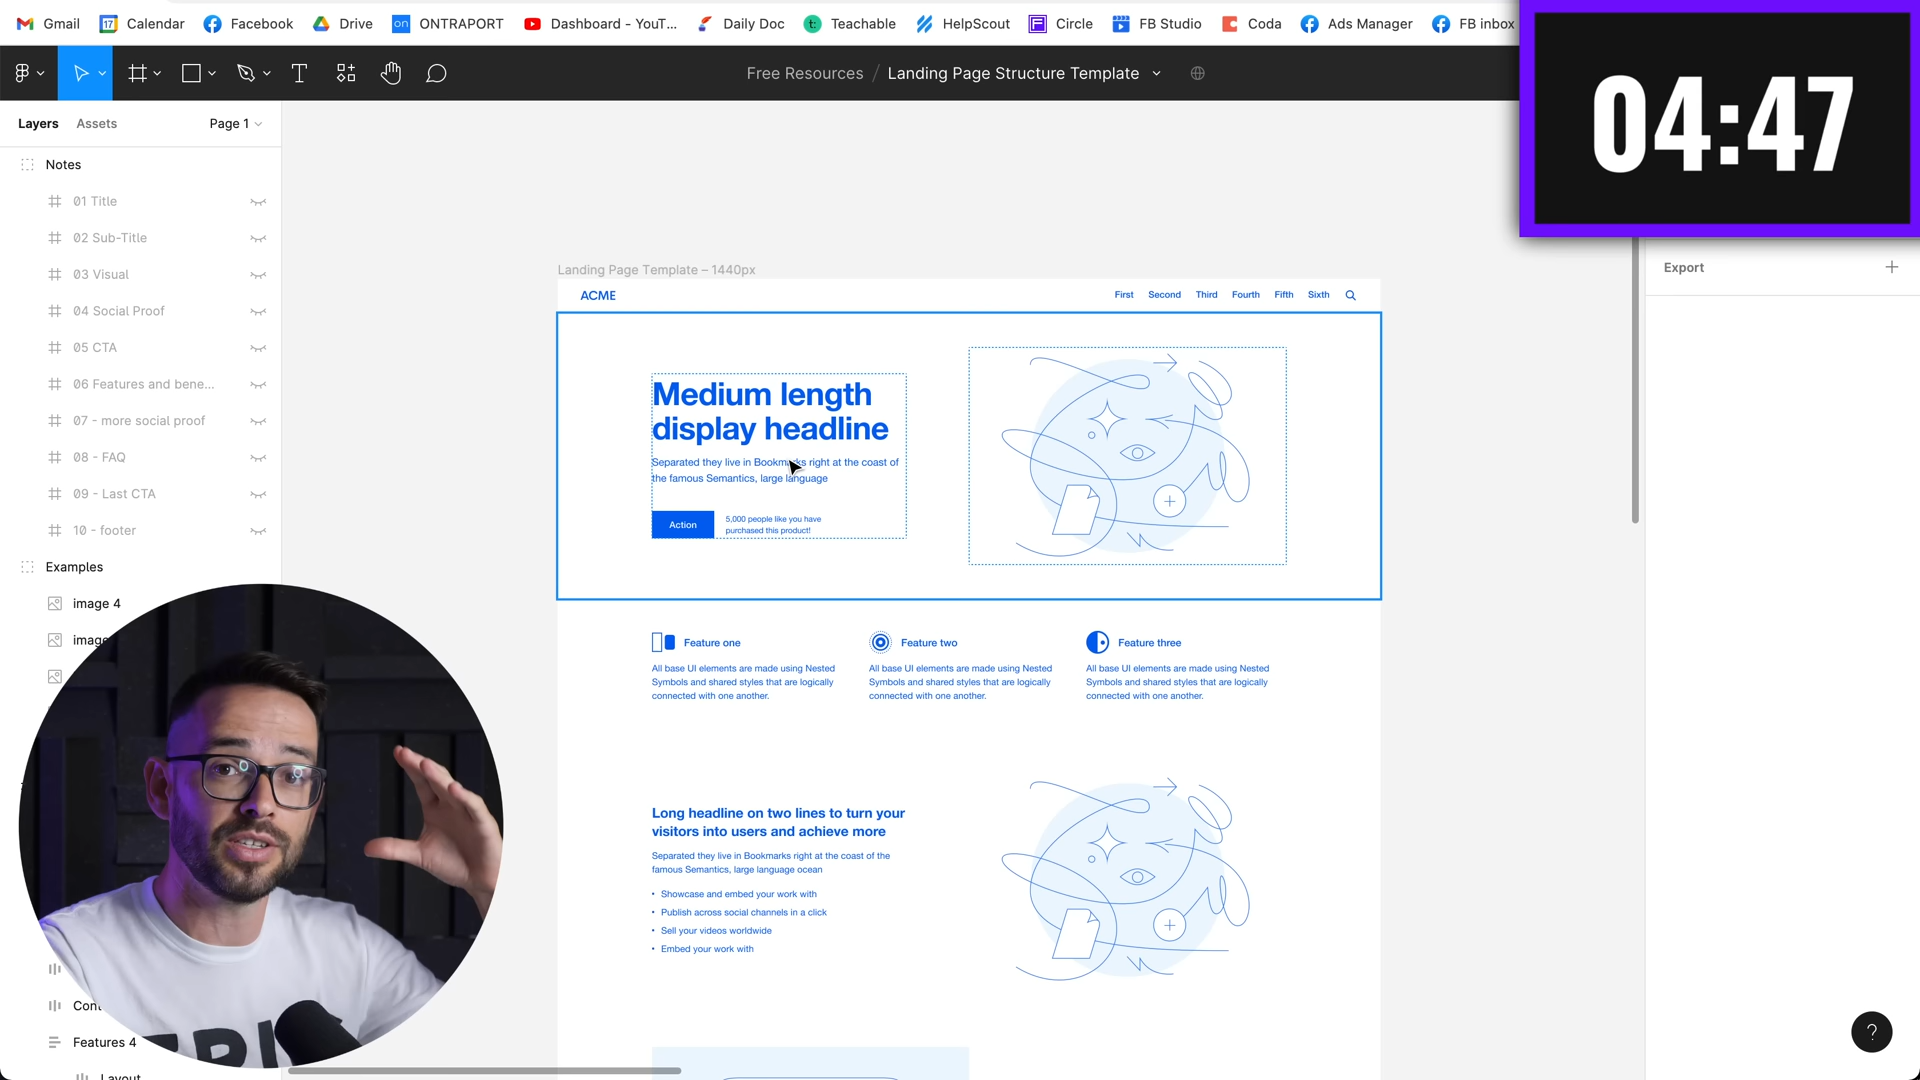 Gmail
Calendar
Facebook
Drive
on ONTRAPORT
Dashboard - YouT...
Daily Doc
t: Teachable
HelpScout
Circle
FB Studio
Coda
Ads Manager
FB inbox
17
04:47
Free Resources / Landing Page Structure Template
Layers
Assets
Page 1
Notes
01 Title
02 Sub-Title
03 Visual
04 Social Proof
05 CTA
06 Features and bene...
07 - more social proof
08 - FAQ
09 - Last CTA
10 - footer
Examples
image 4
Features 4
Layout
Export
Landing Page Template – 1440px
ACME
First
Second
Third
Fourth
Fifth
Sixth
Medium length
display headline
Separated they live in Bookmarks right at the coast of
the famous Semantics, large language
Action
5,000 people like you have
purchased this product!
Feature one
All base UI elements are made using Nested
Symbols and shared styles that are logically
connected with one another.
Feature two
All base UI elements are made using Nested
Symbols and shared styles that are logically
connected with one another.
Feature three
All base UI elements are made using Nested
Symbols and shared styles that are logically
connected with one another.
Long headline on two lines to turn your
visitors into users and achieve more
Separated they live in Bookmarks right at the coast of the
famous Semantics, large language ocean
• Showcase and embed your work with
• Publish across social channels in a click
• Sell your videos worldwide
• Embed your work with
?